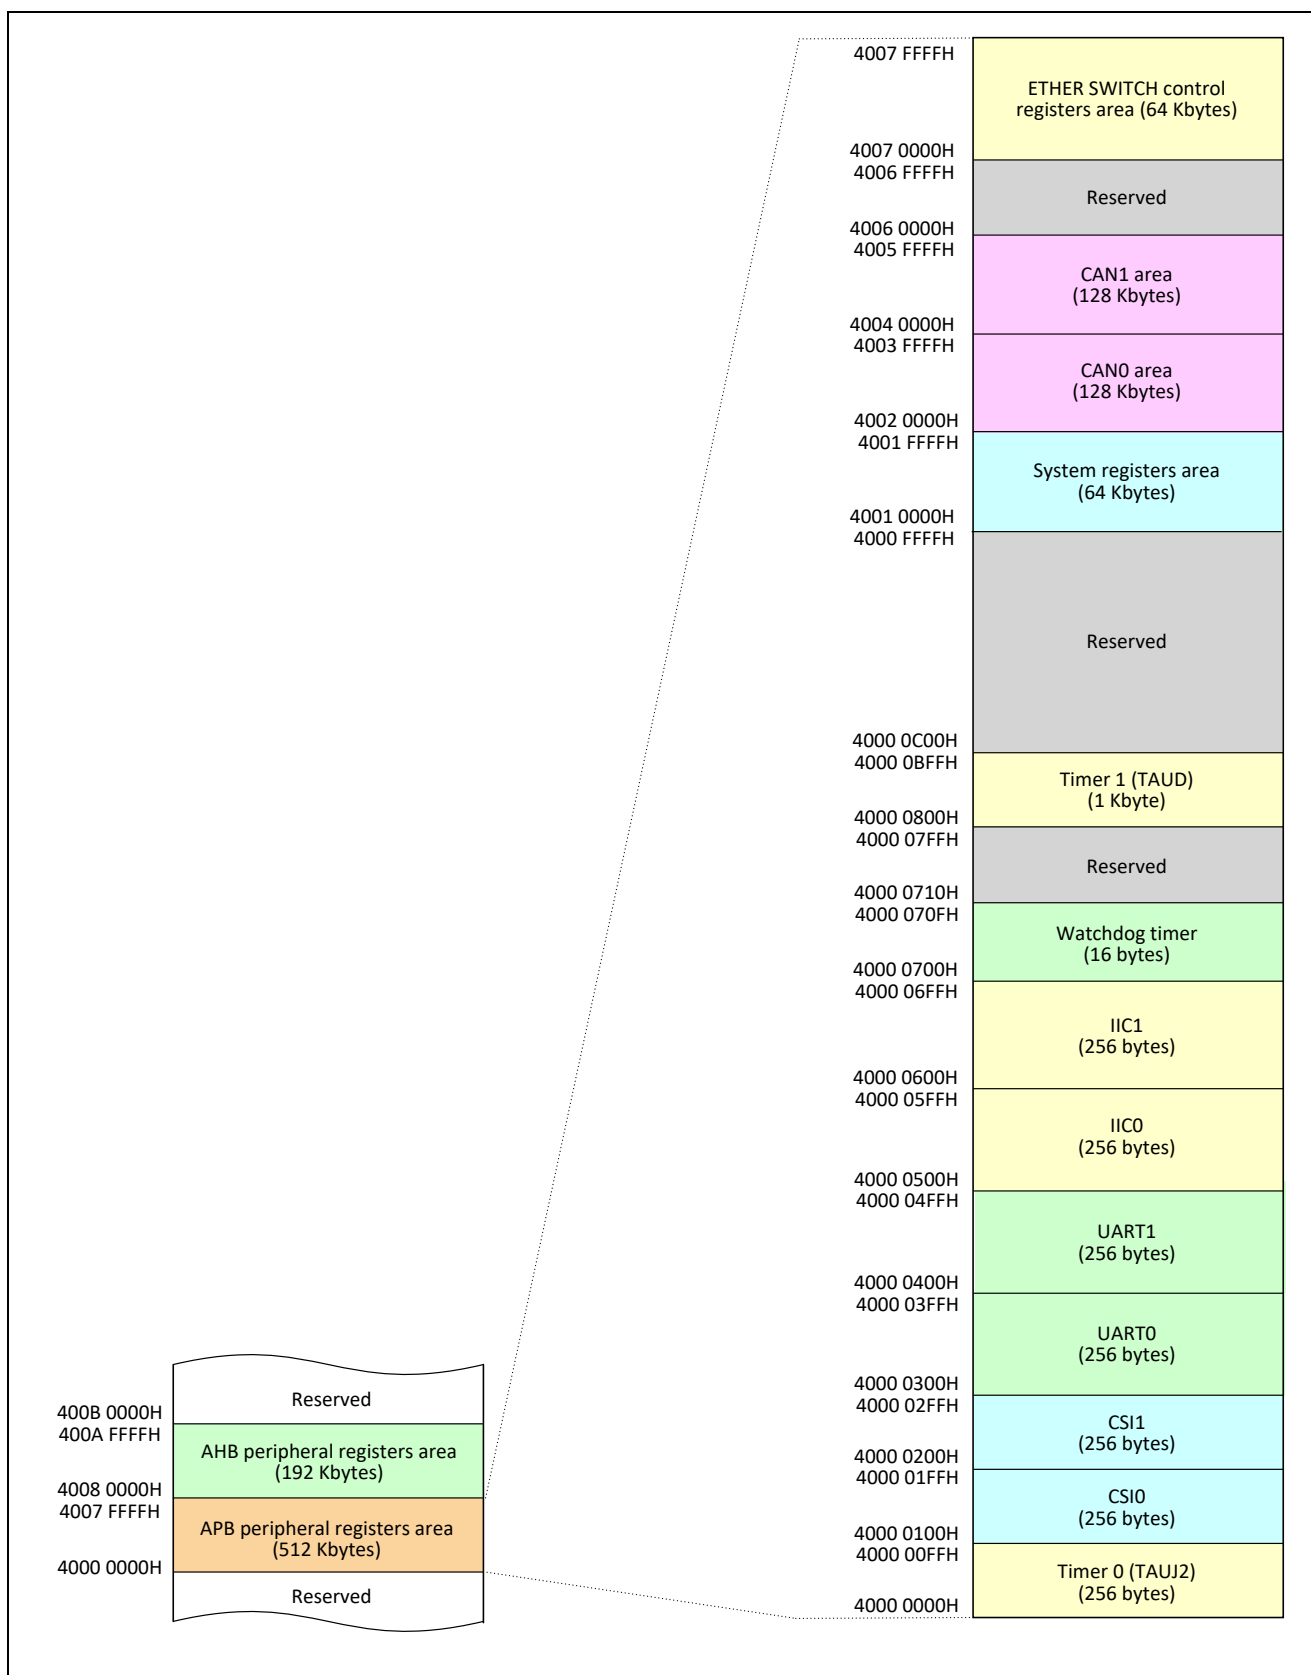 4007 FFFFH
ETHER SWITCH control
registers area (64 Kbytes)
4007 0000H
4006 FFFFH
Reserved
4006 0000H
4005 FFFFH
CAN1 area
(128 Kbytes)
4004 0000H
4003 FFFFH
CAN0 area
(128 Kbytes)
4002 0000H
4001 FFFFH
System registers area
(64 Kbytes)
4001 0000H
4000 FFFFH
Reserved
4000 0C00H
4000 0BFFH
Timer 1 (TAUD)
(1 Kbyte)
4000 0800H
4000 07FFH
Reserved
4000 0710H
4000 070FH
Watchdog timer
(16 bytes)
4000 0700H
4000 06FFH
IIC1
(256 bytes)
4000 0600H
4000 05FFH
IIC0
(256 bytes)
4000 0500H
4000 04FFH
UART1
(256 bytes)
4000 0400H
4000 03FFH
UART0
(256 bytes)
4000 0300H
4000 02FFH
CSI1
(256 bytes)
4000 0200H
4000 01FFH
CSI0
(256 bytes)
4000 0100H
4000 00FFH
Timer 0 (TAUJ2)
(256 bytes)
4000 0000H
Reserved
400B 0000H
400A FFFFH
AHB peripheral registers area
(192 Kbytes)
4008 0000H
4007 FFFFH
APB peripheral registers area
(512 Kbytes)
4000 0000H
Reserved